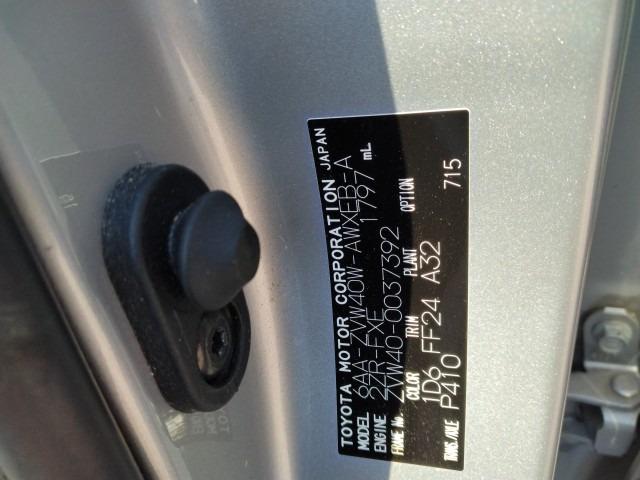 TOYOTA MOTOR CORPORATION JAPAN
MODEL 6AA-ZVW40W-AWXEB-A
ENGINE 2ZR-FXE 1797 mL
FRAME No. ZVW40-0037392
COLOR TRIM PLANT OPTION
1D6 FF24 A32 715
TRANS./AXLE P410